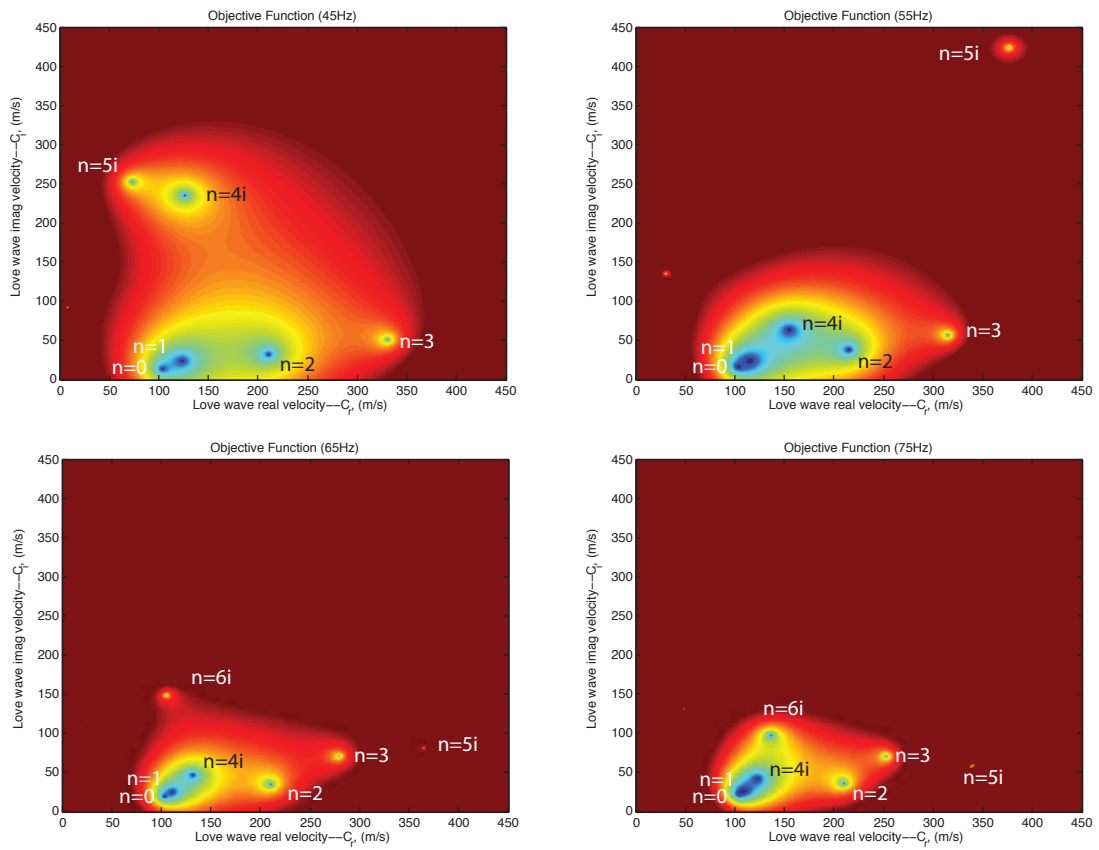 Objective Function (45Hz)
450
400
350
300
250
200
150
100
50
0
Love wave imag velocity––C_i, (m/s)
n=5i
n=4i
n=1
n=0
n=2
n=3
0 50 100 150 200 250 300 350 400 450
Love wave real velocity––C_r, (m/s)
Objective Function (55Hz)
450
400
350
300
250
200
150
100
50
0
Love wave imag velocity––C_i, (m/s)
n=5i
n=4i
n=1
n=0
n=2
n=3
0 50 100 150 200 250 300 350 400 450
Love wave real velocity––C_r, (m/s)
Objective Function (65Hz)
450
400
350
300
250
200
150
100
50
0
Love wave imag velocity––C_i, (m/s)
n=6i
n=4i
n=1
n=0
n=2
n=3
n=5i
0 50 100 150 200 250 300 350 400 450
Love wave real velocity––C_r, (m/s)
Objective Function (75Hz)
450
400
350
300
250
200
150
100
50
0
Love wave imag velocity––C_i, (m/s)
n=6i
n=4i
n=1
n=0
n=2
n=3
n=5i
0 50 100 150 200 250 300 350 400 450
Love wave real velocity––C_r, (m/s)